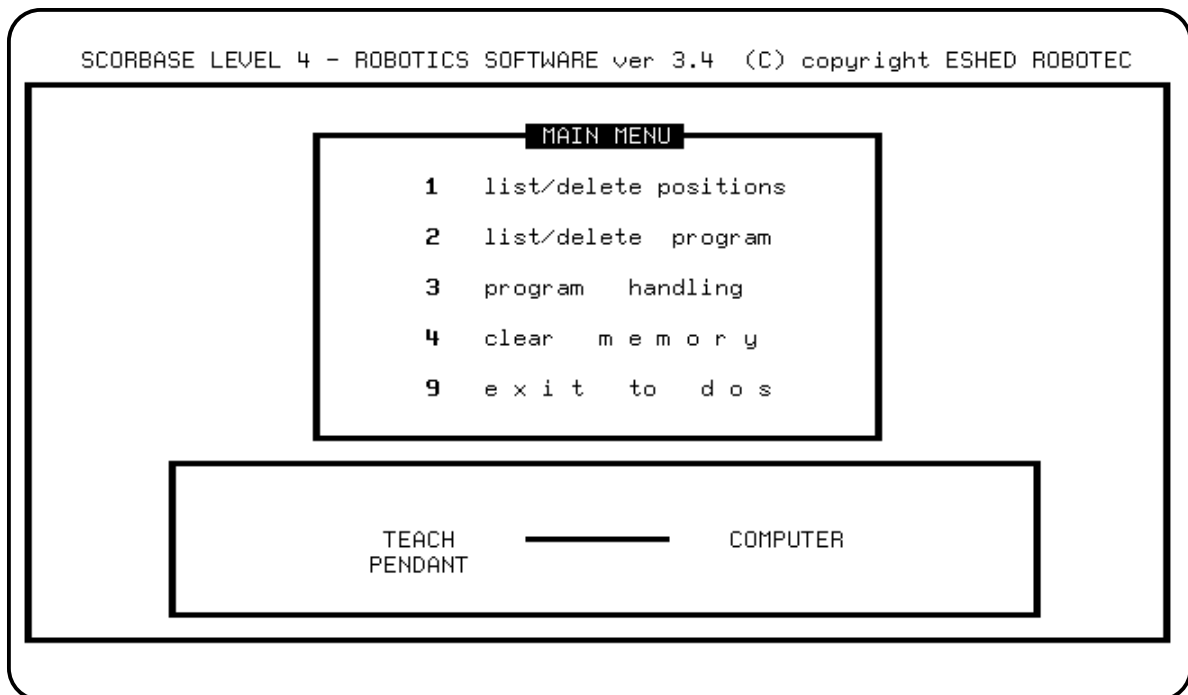 SCORBASE LEVEL 4 - ROBOTICS SOFTWARE ver 3.4 (C) copyright ESHED ROBOTEC
MAIN MENU
1 list/delete positions
2 list/delete program
3 program handling
4 clear m e m o r y
9 e x i t to d o s
TEACH PENDANT
COMPUTER